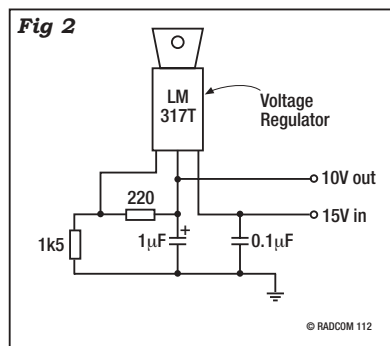 Fig 2
LM
317T
Voltage
Regulator
10V out
220
15V in
1k5
1µF
+
0.1µF
© RADCOM 112